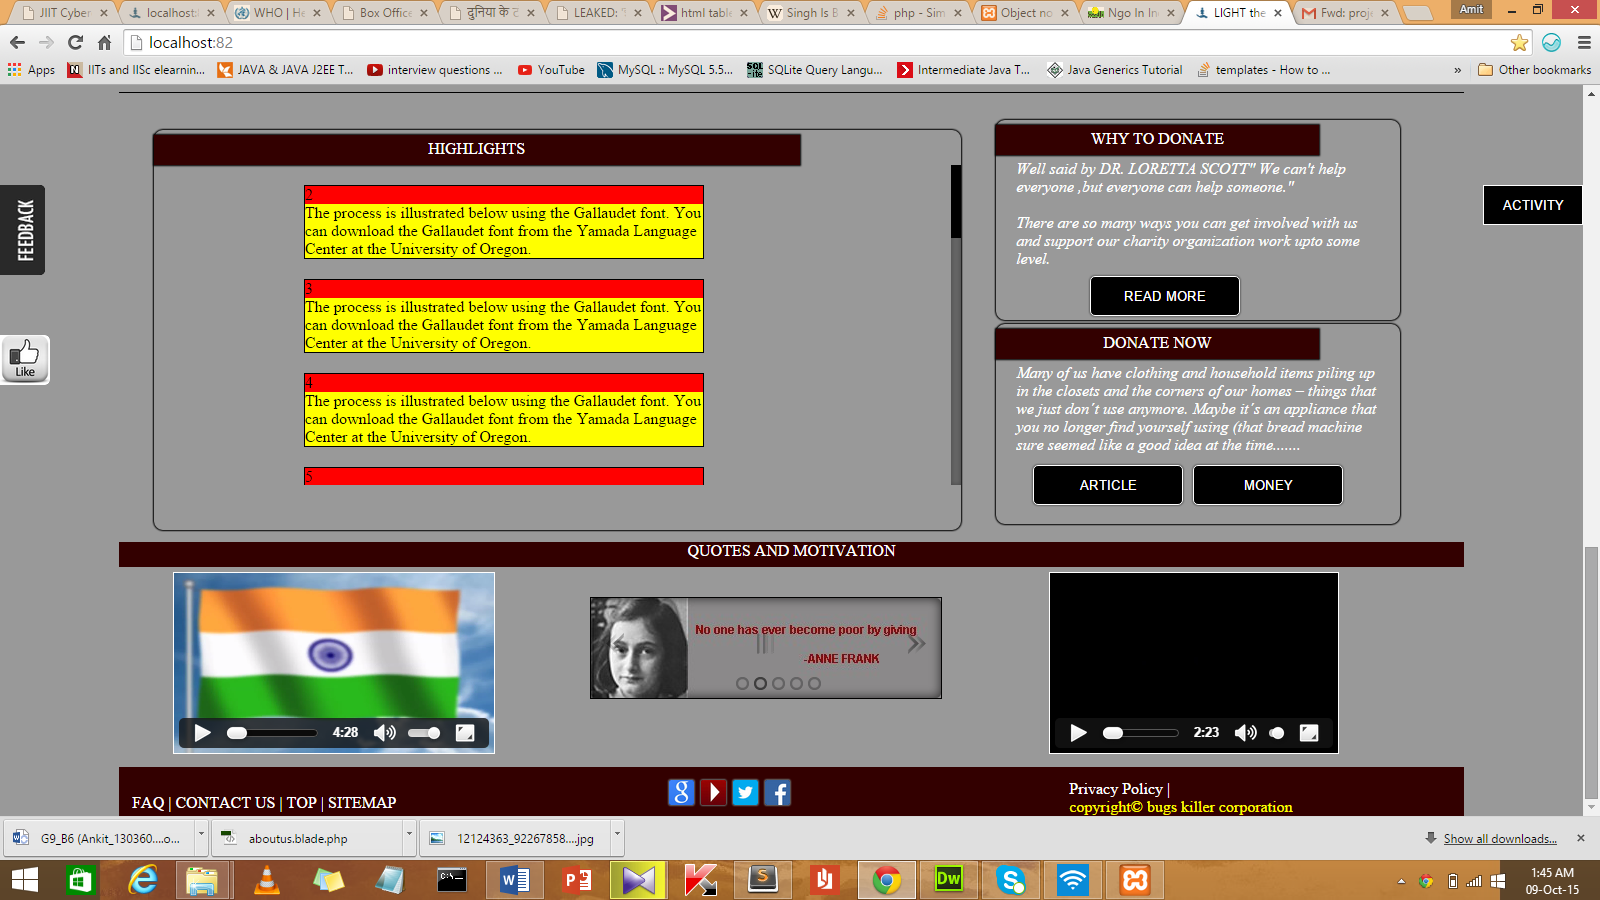 JIIT Cyber
localhost
WHO | He
Box Office
दुनिया के ट
LEAKED: '
html table
Singh Is B
php - Sim
Object no
Ngo In In
LIGHT the
Fwd: proj
Amit
localhost:82
Apps
IITs and IISc elearnin...
JAVA & JAVA J2EE T...
interview questions ...
YouTube
MySQL :: MySQL 5.5...
SQLite Query Langu...
Intermediate Java T...
Java Generics Tutorial
templates - How to ...
»
Other bookmarks
HIGHLIGHTS
2
The process is illustrated below using the Gallaudet font. You
can download the Gallaudet font from the Yamada Language
Center at the University of Oregon.
3
The process is illustrated below using the Gallaudet font. You
can download the Gallaudet font from the Yamada Language
Center at the University of Oregon.
4
The process is illustrated below using the Gallaudet font. You
can download the Gallaudet font from the Yamada Language
Center at the University of Oregon.
5
WHY TO DONATE
Well said by DR. LORETTA SCOTT" We can't help
everyone ,but everyone can help someone."
There are so many ways you can get involved with us
and support our charity organization work upto some
level.
READ MORE
DONATE NOW
Many of us have clothing and household items piling up
in the closets and the corners of our homes – things that
we just don´t use anymore. Maybe it´s an appliance that
you no longer find yourself using (that bread machine
sure seemed like a good idea at the time.......
ARTICLE
MONEY
FEEDBACK
Like
ACTIVITY
QUOTES AND MOTIVATION
4:28
No one has ever become poor by giving
-ANNE FRANK
2:23
FAQ | CONTACT US | TOP | SITEMAP
Privacy Policy |
copyright© bugs killer corporation
G9_B6 (Ankit_130360....o...
aboutus.blade.php
12124363_92267858....jpg
Show all downloads...
1:45 AM
09-Oct-15